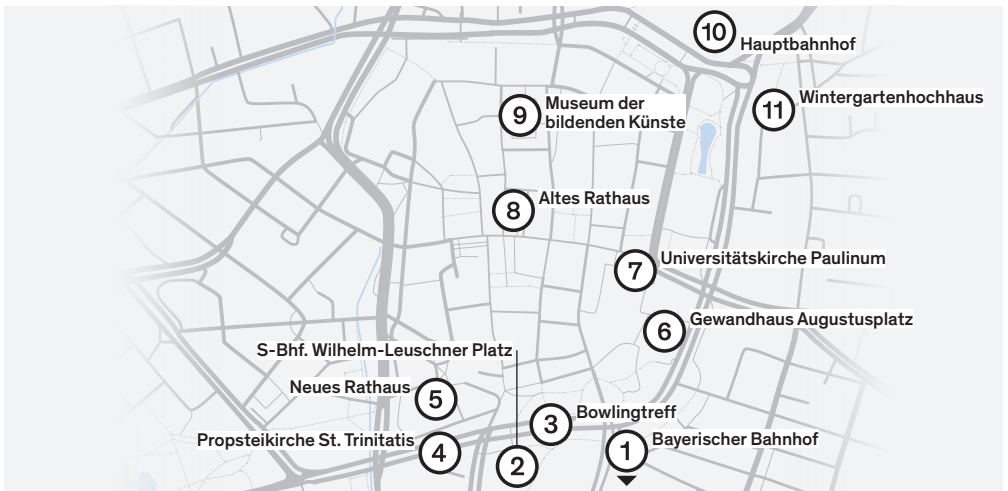 10
Hauptbahnhof
11
Wintergartenhochhaus
9
Museum der
bildenden Künste
8
Altes Rathaus
7
Universitätskirche Paulinum
6
Gewandhaus Augustusplatz
S-Bhf. Wilhelm-Leuschner Platz
2
Neues Rathaus
5
3
Bowlingtreff
Propsteikirche St. Trinitatis
4
1
Bayerischer Bahnhof